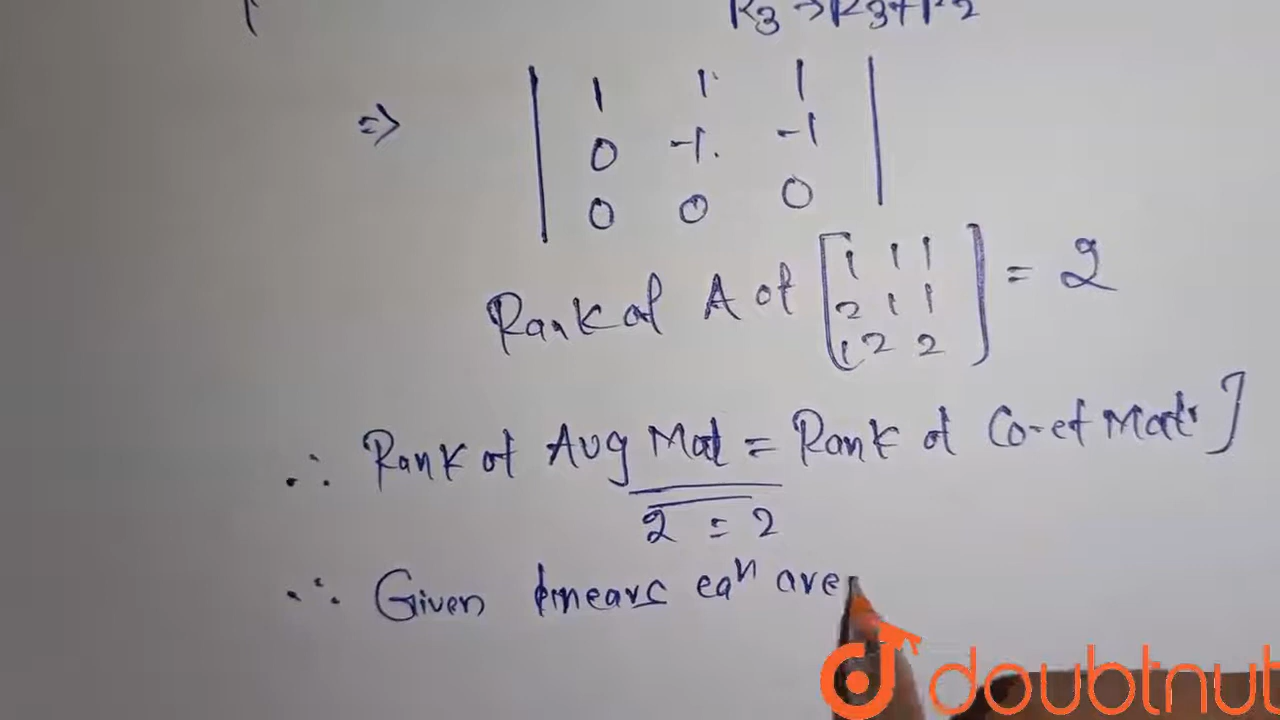 R3 → R3 + R2
⇒ | 1 1 1 |
| 0 -1 -1 |
| 0 0 0 |
Rank of A of [ 1 1 1 ] = 2
[ 2 1 1 ]
[ 1 2 2 ]
∴ Rank of Aug Mat = Rank of Co-ef Mat ]
2 = 2
∴ Given linears eqn are
doubtnut